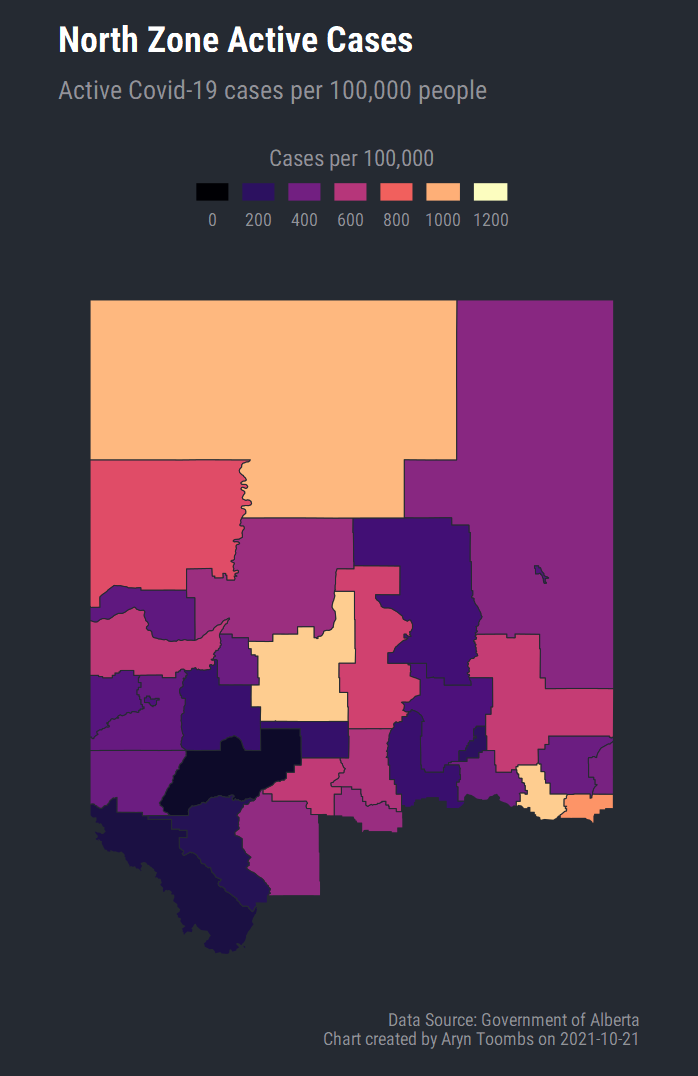 North Zone Active Cases
Active Covid-19 cases per 100,000 people
Cases per 100,000
0 200 400 600 800 1000 1200
Data Source: Government of Alberta
Chart created by Aryn Toombs on 2021-10-21